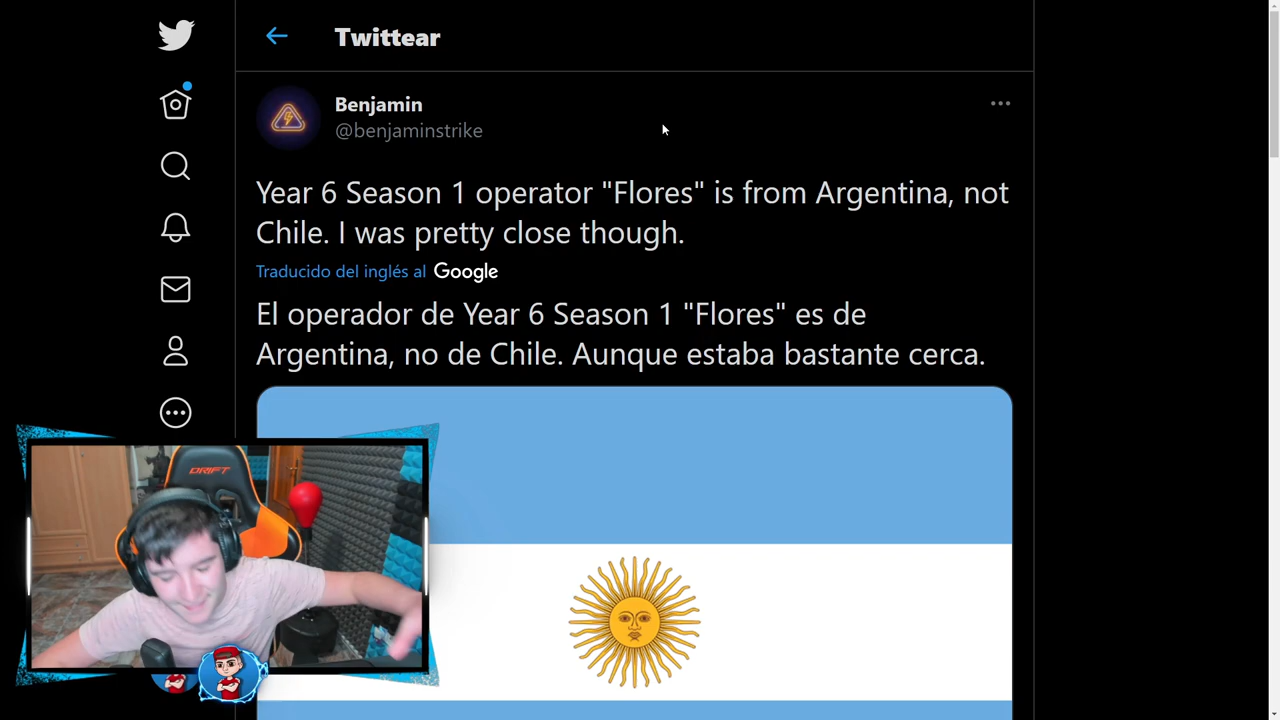 Twittear
Benjamin
@benjaminstrike
Year 6 Season 1 operator "Flores" is from Argentina, not
Chile. I was pretty close though.
Traducido del inglés al Google
El operador de Year 6 Season 1 "Flores" es de
Argentina, no de Chile. Aunque estaba bastante cerca.
DRIFT